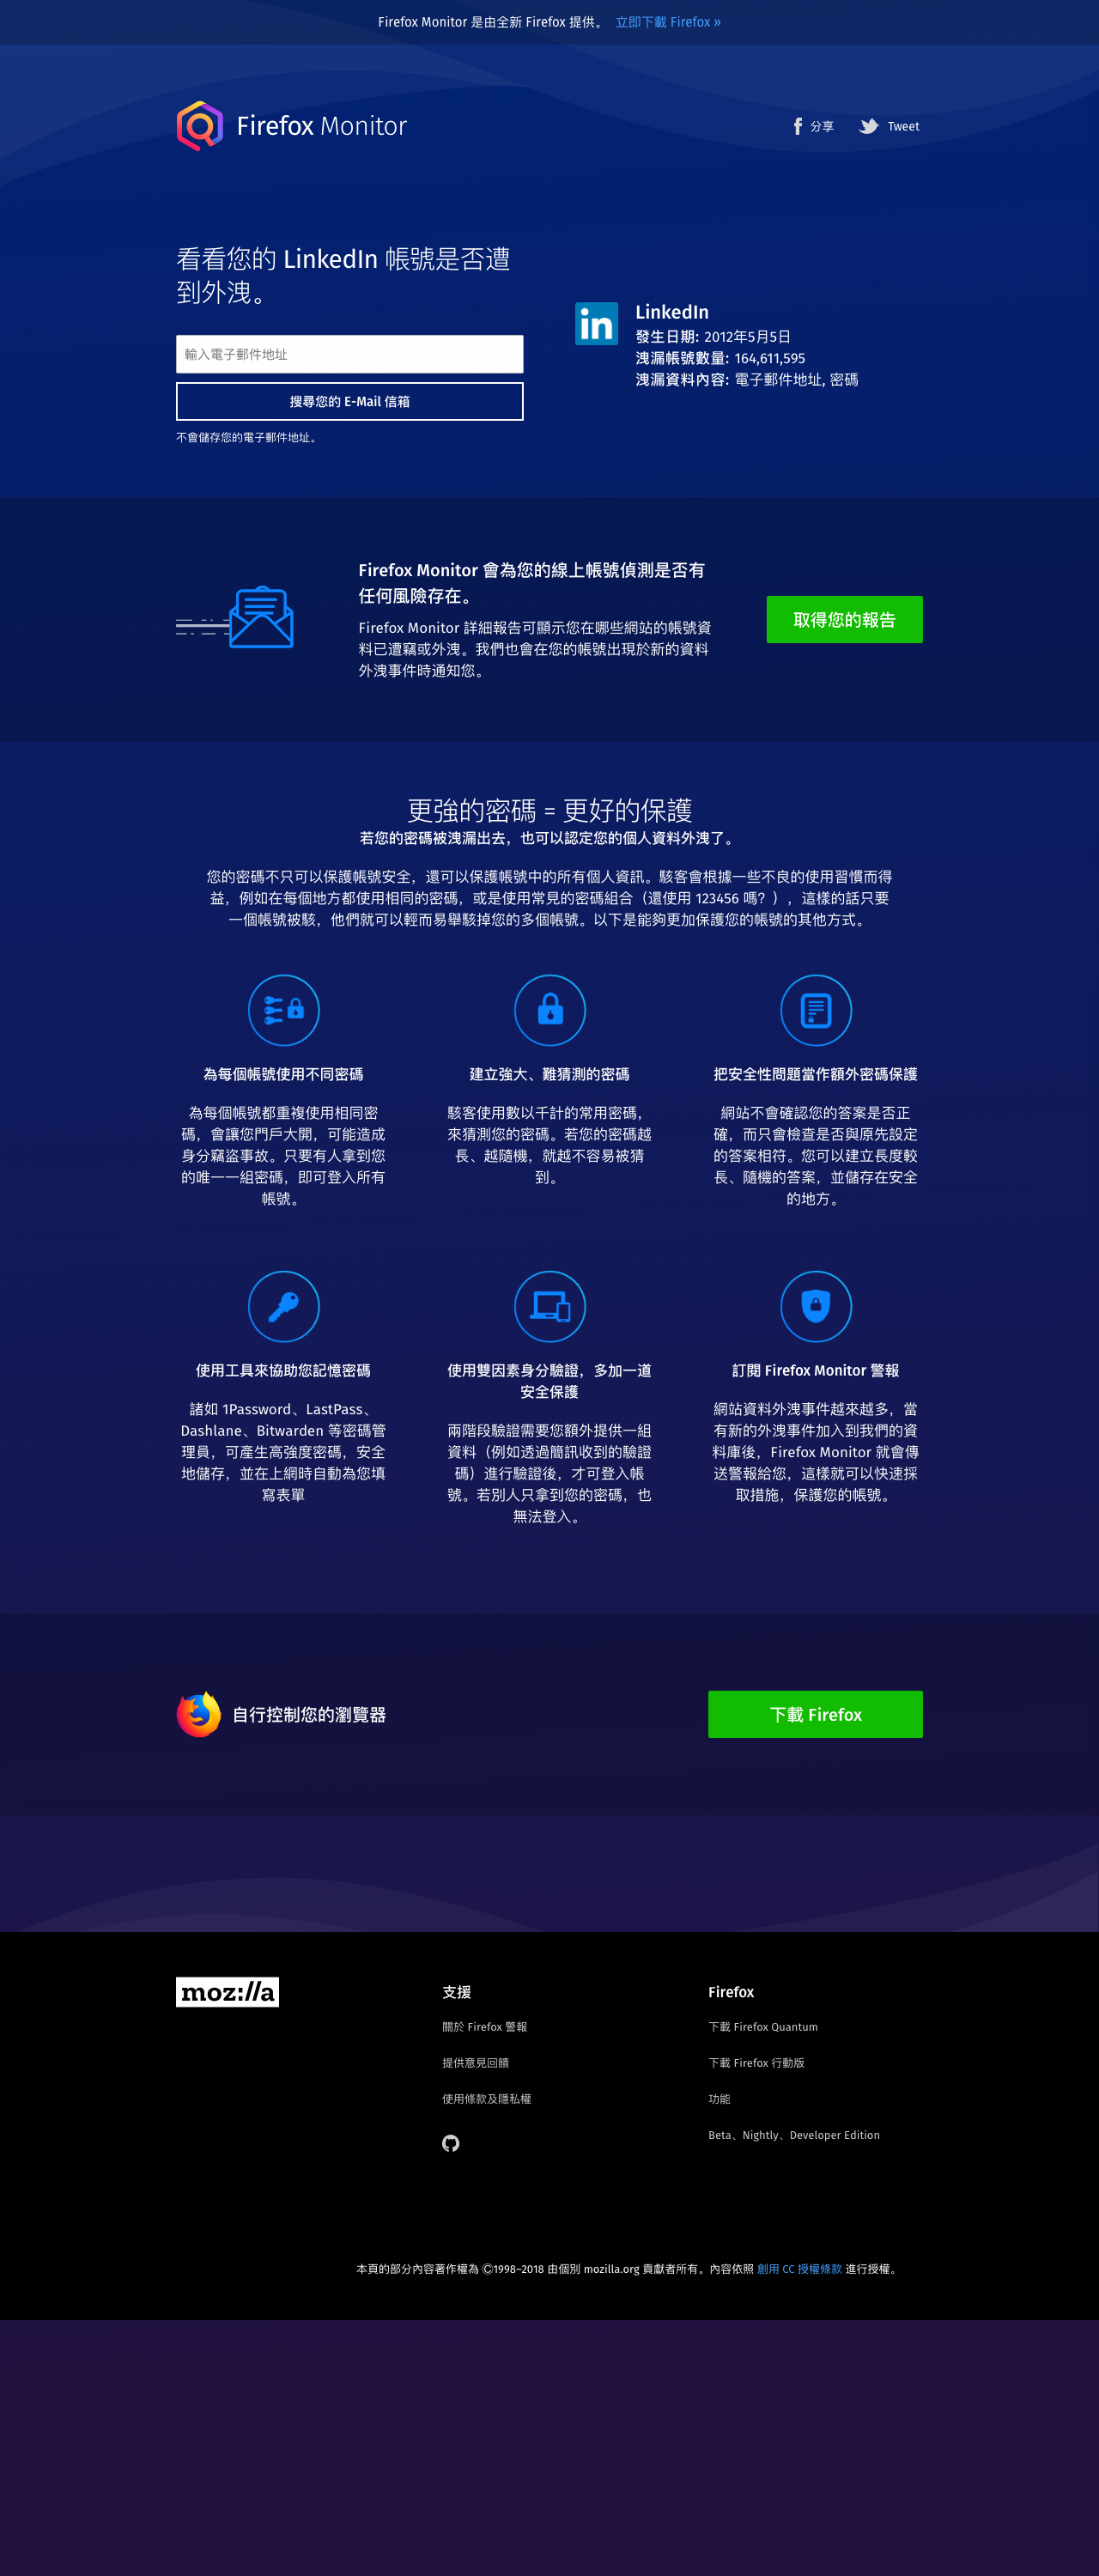 Firefox Monitor 是由全新 Firefox 提供。 立即下載 Firefox »
Firefox Monitor
分享
Tweet
看看您的 LinkedIn 帳號是否遭
到外洩。
輸入電子郵件地址
搜尋您的 E-Mail 信箱
不會儲存您的電子郵件地址。
LinkedIn
發生日期: 2012年5月5日
洩漏帳號數量: 164,611,595
洩漏資料內容: 電子郵件地址, 密碼
Firefox Monitor 會為您的線上帳號偵測是否有
任何風險存在。
Firefox Monitor 詳細報告可顯示您在哪些網站的帳號資
料已遭竊或外洩。我們也會在您的帳號出現於新的資料
外洩事件時通知您。
取得您的報告
更強的密碼 = 更好的保護
若您的密碼被洩漏出去，也可以認定您的個人資料外洩了。
您的密碼不只可以保護帳號安全，還可以保護帳號中的所有個人資訊。駭客會根據一些不良的使用習慣而得
益，例如在每個地方都使用相同的密碼，或是使用常見的密碼組合（還使用 123456 嗎？），這樣的話只要
一個帳號被駭，他們就可以輕而易舉駭掉您的多個帳號。以下是能夠更加保護您的帳號的其他方式。
為每個帳號使用不同密碼
為每個帳號都重複使用相同密
碼，會讓您門戶大開，可能造成
身分竊盜事故。只要有人拿到您
的唯一一組密碼，即可登入所有
帳號。
建立強大、難猜測的密碼
駭客使用數以千計的常用密碼，
來猜測您的密碼。若您的密碼越
長、越隨機，就越不容易被猜
到。
把安全性問題當作額外密碼保護
網站不會確認您的答案是否正
確，而只會檢查是否與原先設定
的答案相符。您可以建立長度較
長、隨機的答案，並儲存在安全
的地方。
使用工具來協助您記憶密碼
諸如 1Password、LastPass、
Dashlane、Bitwarden 等密碼管
理員，可產生高強度密碼，安全
地儲存，並在上網時自動為您填
寫表單
使用雙因素身分驗證，多加一道
安全保護
兩階段驗證需要您額外提供一組
資料（例如透過簡訊收到的驗證
碼）進行驗證後，才可登入帳
號。若別人只拿到您的密碼，也
無法登入。
訂閱 Firefox Monitor 警報
網站資料外洩事件越來越多，當
有新的外洩事件加入到我們的資
料庫後，Firefox Monitor 就會傳
送警報給您，這樣就可以快速採
取措施，保護您的帳號。
自行控制您的瀏覽器
下載 Firefox
moz://a
支援
關於 Firefox 警報
提供意見回饋
使用條款及隱私權
Firefox
下載 Firefox Quantum
下載 Firefox 行動版
功能
Beta、Nightly、Developer Edition
本頁的部分內容著作權為 ©1998–2018 由個別 mozilla.org 貢獻者所有。內容依照 創用 CC 授權條款 進行授權。